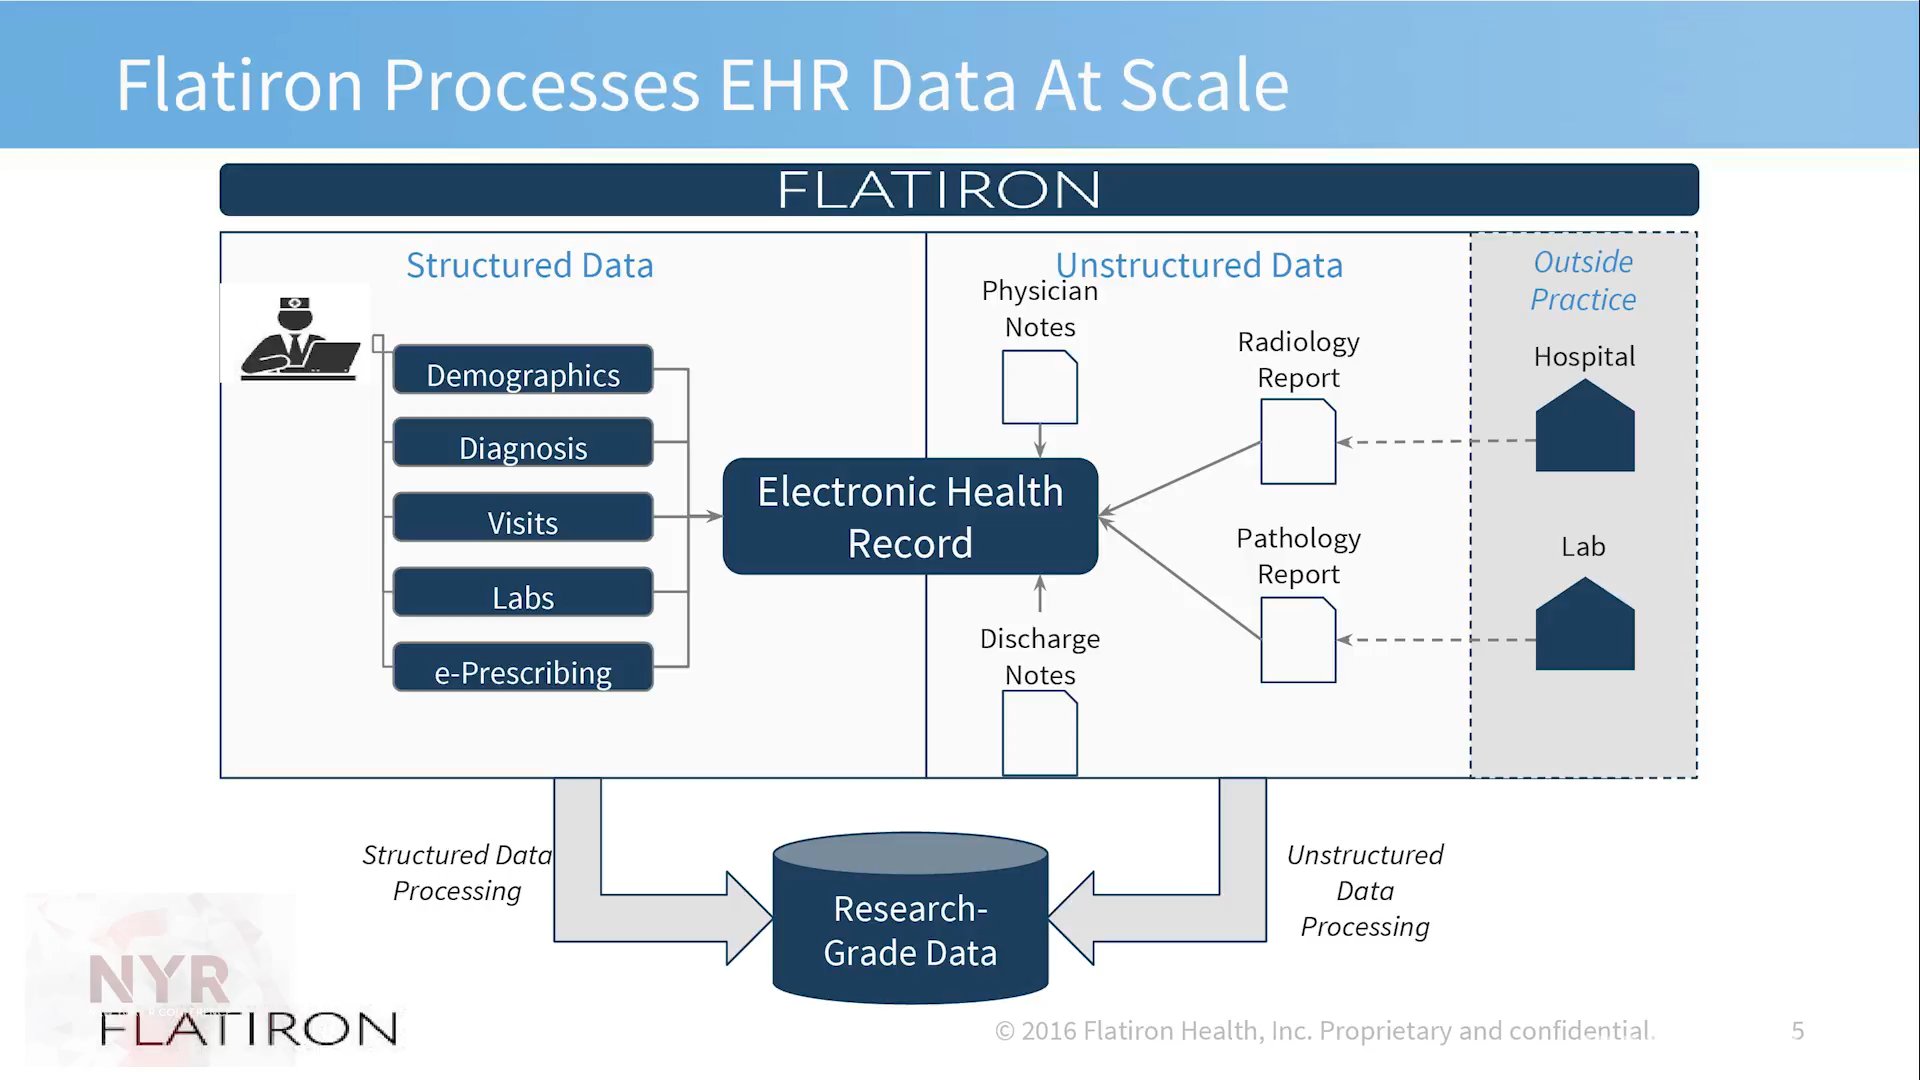 Flatiron Processes EHR Data At Scale
FLATIRON
Structured Data
Demographics
Diagnosis
Visits
Labs
e-Prescribing
Electronic Health
Record
Unstructured Data
Physician
Notes
Radiology
Report
Pathology
Report
Discharge
Notes
Outside
Practice
Hospital
Lab
Structured Data
Processing
Research-
Grade Data
Unstructured
Data
Processing
NYR
FLATIRON
© 2016 Flatiron Health, Inc. Proprietary and confidential.
5